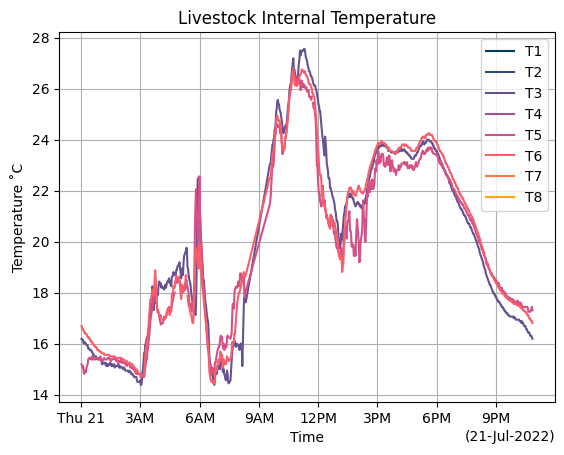 Livestock Internal Temperature
28
26
24
22
20
18
16
14
Temperature ˚C
T1
T2
T3
T4
T5
T6
T7
T8
Thu 21 3AM 6AM 9AM 12PM 3PM 6PM 9PM
Time
(21-Jul-2022)